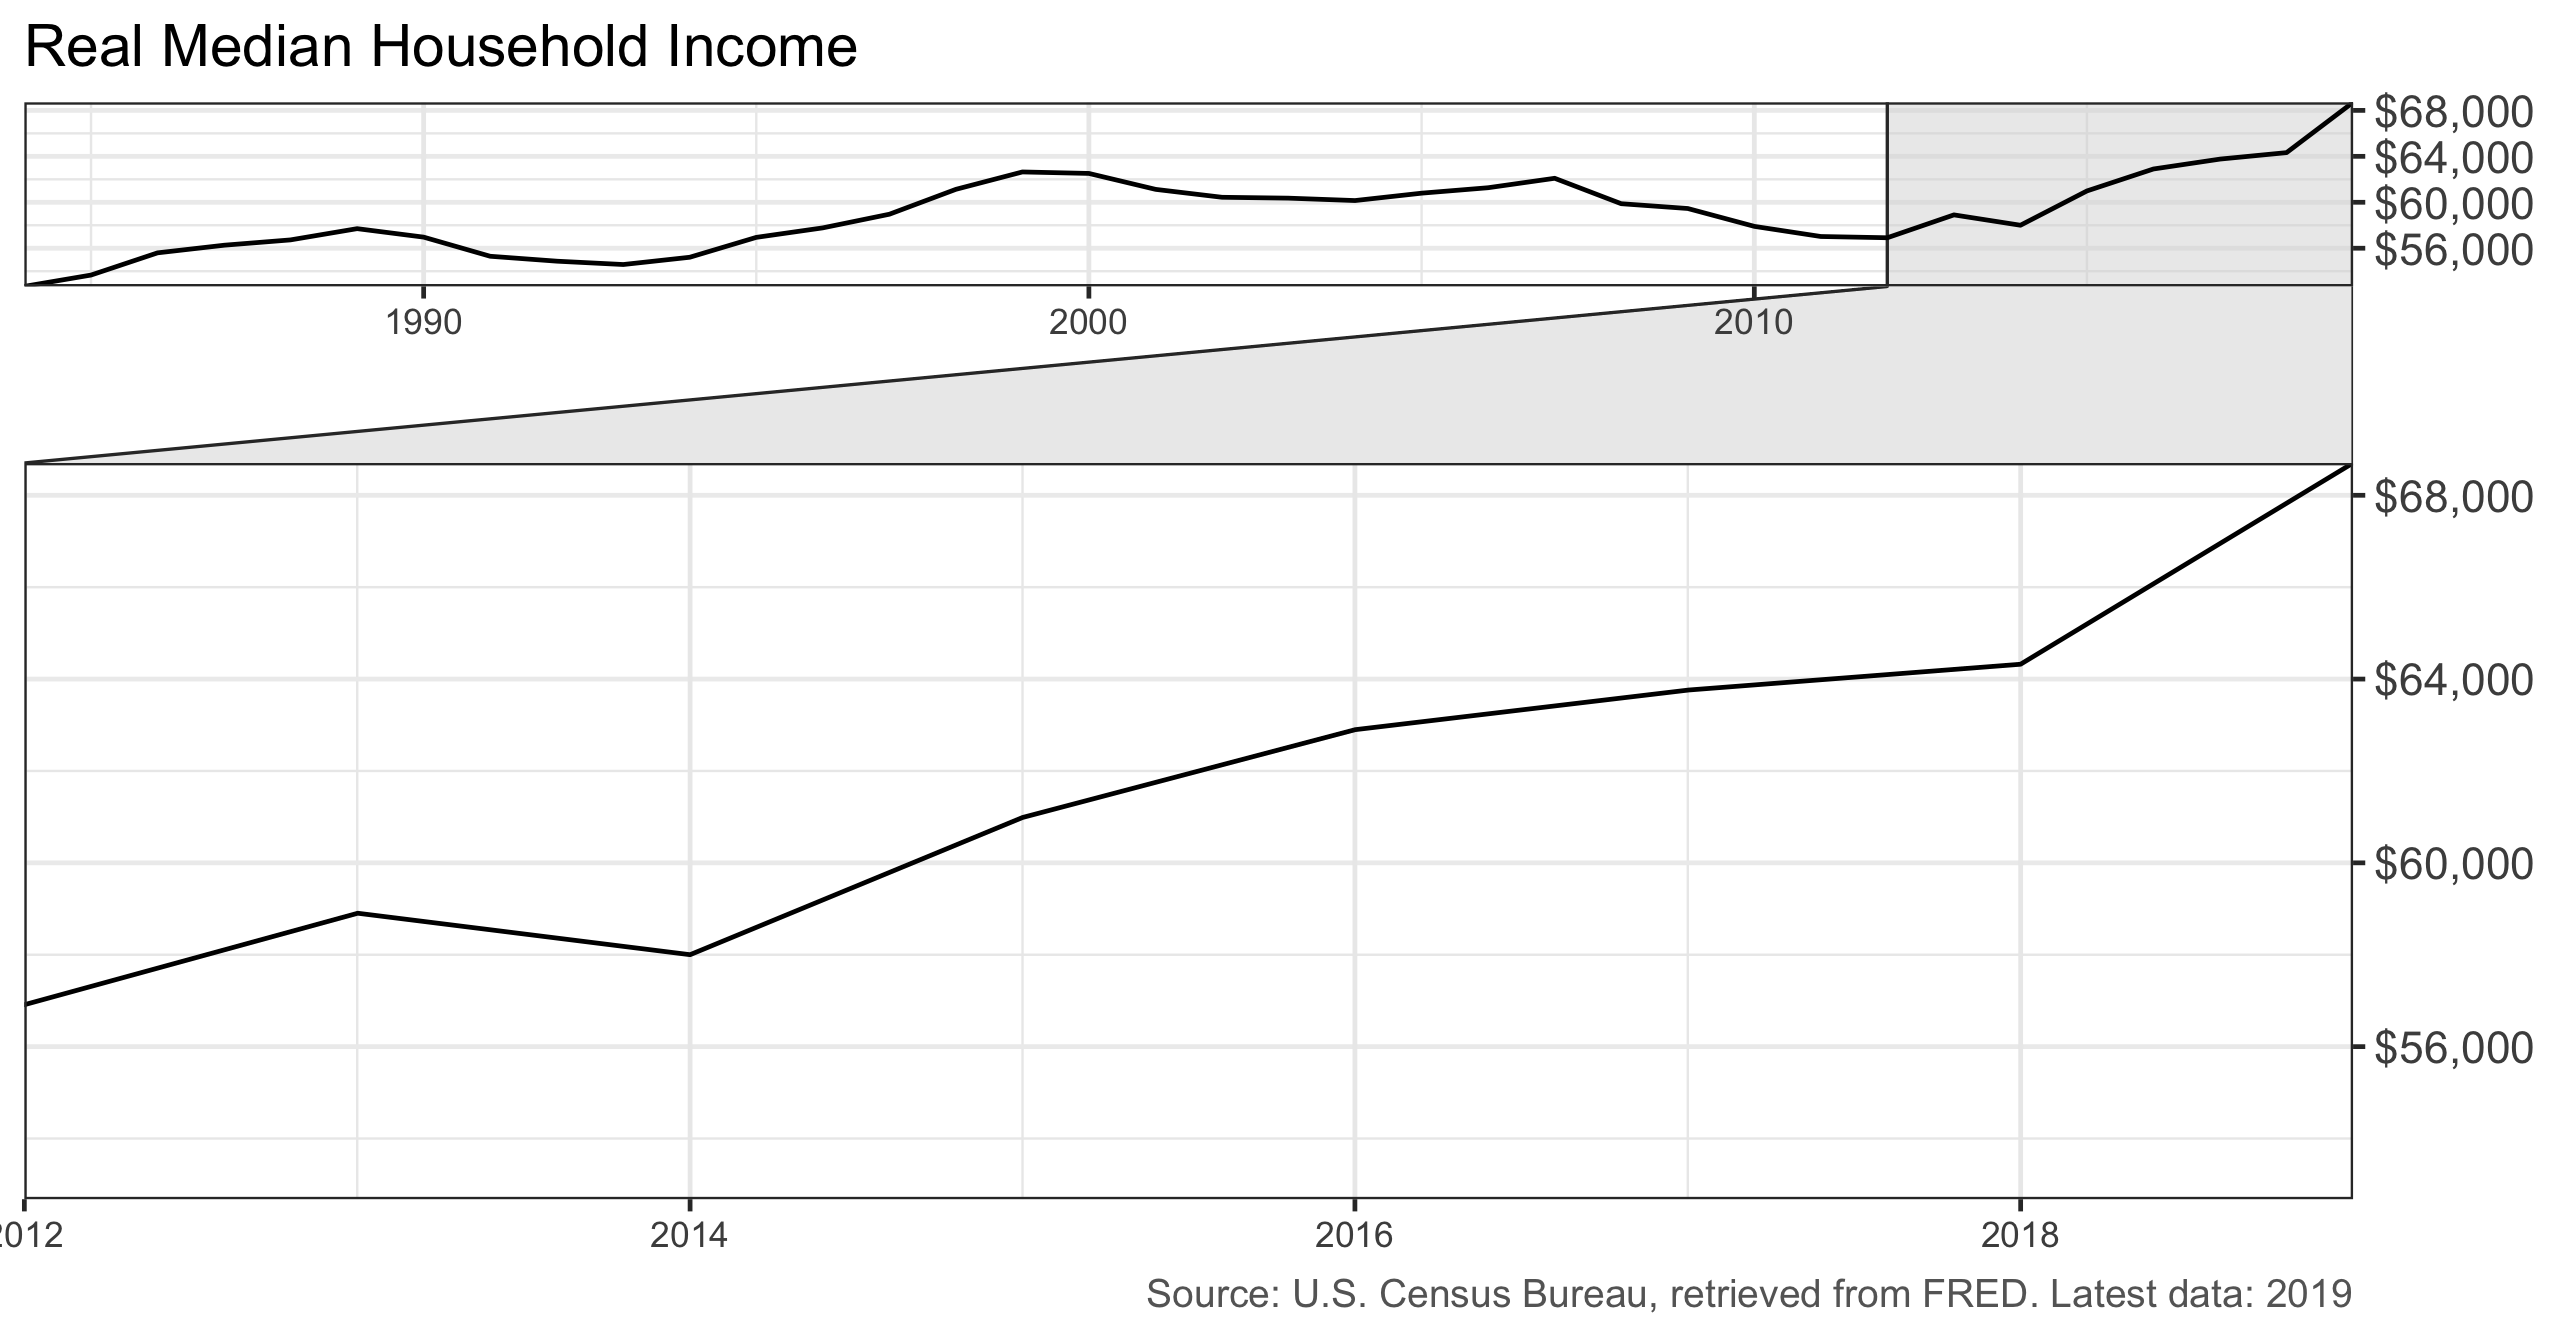 Real Median Household Income
$68,000
$64,000
$60,000
$56,000
1990 2000 2010
$68,000
$64,000
$60,000
$56,000
2012 2014 2016 2018
Source: U.S. Census Bureau, retrieved from FRED. Latest data: 2019